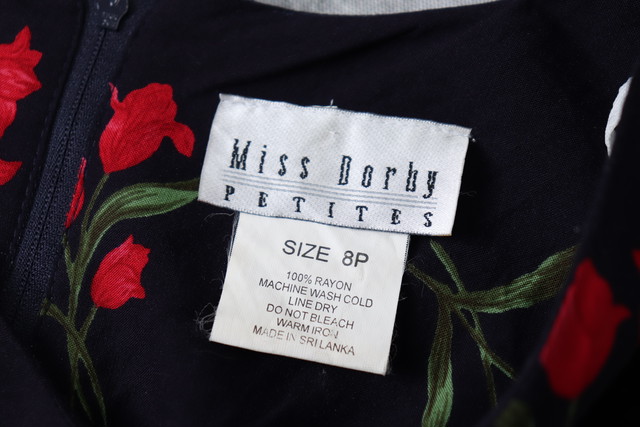 Miss Dorby
PETITES
SIZE 8P
100% RAYON
MACHINE WASH COLD
LINE DRY
DO NOT BLEACH
WARM IRON
MADE IN SRI LANKA